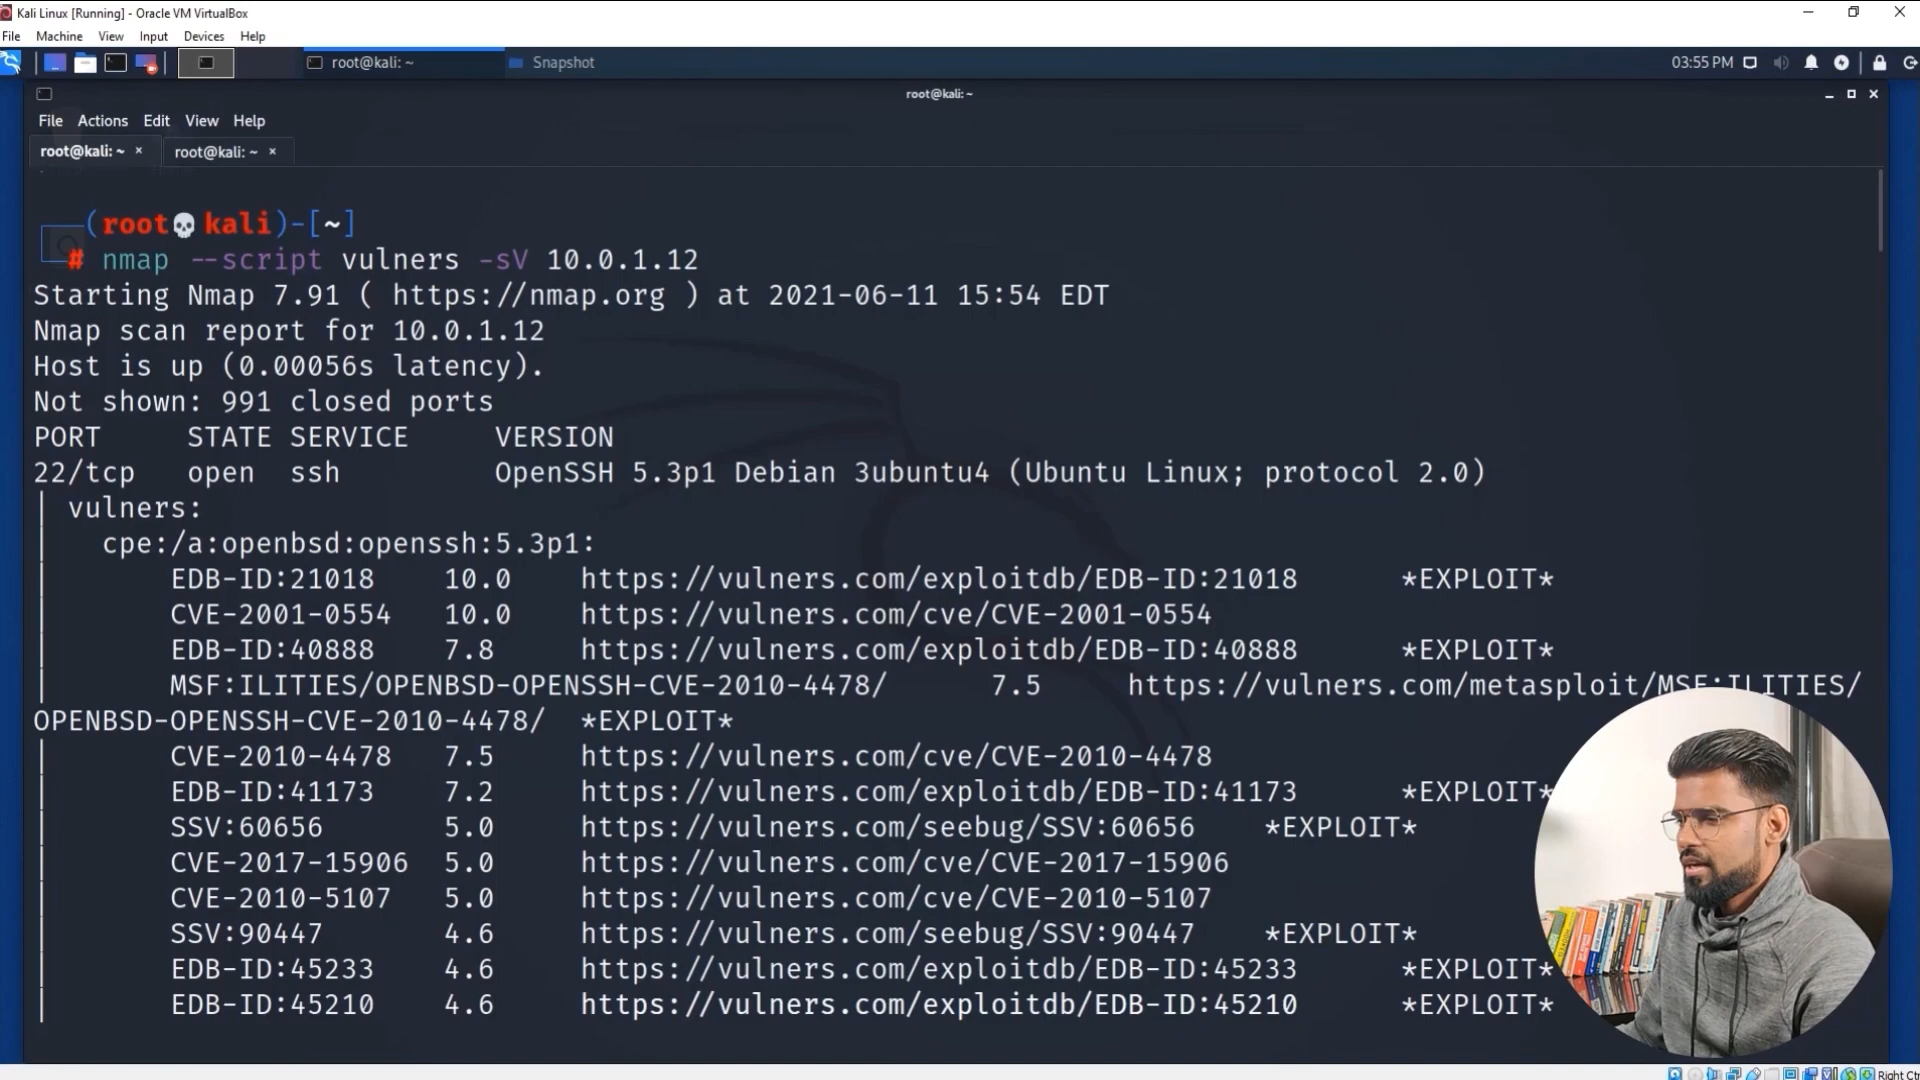 Kali Linux [Running] - Oracle VM VirtualBox
File Machine View Input Devices Help
root@kali: ~ Snapshot 03:55 PM
root@kali: ~
File Actions Edit View Help
root@kali: ~ × root@kali: ~ ×
(root💀kali)-[~]
# nmap --script vulners -sV 10.0.1.12
Starting Nmap 7.91 ( https://nmap.org ) at 2021-06-11 15:54 EDT
Nmap scan report for 10.0.1.12
Host is up (0.00056s latency).
Not shown: 991 closed ports
PORT STATE SERVICE VERSION
22/tcp open ssh OpenSSH 5.3p1 Debian 3ubuntu4 (Ubuntu Linux; protocol 2.0)
| vulners:
| cpe:/a:openbsd:openssh:5.3p1:
| EDB-ID:21018 10.0 https://vulners.com/exploitdb/EDB-ID:21018 *EXPLOIT*
| CVE-2001-0554 10.0 https://vulners.com/cve/CVE-2001-0554
| EDB-ID:40888 7.8 https://vulners.com/exploitdb/EDB-ID:40888 *EXPLOIT*
| MSF:ILITIES/OPENBSD-OPENSSH-CVE-2010-4478/ 7.5 https://vulners.com/metasploit/MSF:ILITIES/
OPENBSD-OPENSSH-CVE-2010-4478/ *EXPLOIT*
| CVE-2010-4478 7.5 https://vulners.com/cve/CVE-2010-4478
| EDB-ID:41173 7.2 https://vulners.com/exploitdb/EDB-ID:41173 *EXPLOIT*
| SSV:60656 5.0 https://vulners.com/seebug/SSV:60656 *EXPLOIT*
| CVE-2017-15906 5.0 https://vulners.com/cve/CVE-2017-15906
| CVE-2010-5107 5.0 https://vulners.com/cve/CVE-2010-5107
| SSV:90447 4.6 https://vulners.com/seebug/SSV:90447 *EXPLOIT*
| EDB-ID:45233 4.6 https://vulners.com/exploitdb/EDB-ID:45233 *EXPLOIT*
| EDB-ID:45210 4.6 https://vulners.com/exploitdb/EDB-ID:45210 *EXPLOIT*
Right Ctr